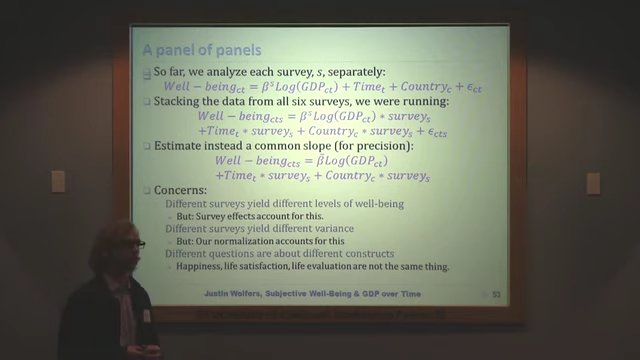 A panel of panels
So far, we analyze each survey, s, separately:
Well − being_ct = β^s Log(GDP_ct) + Time_t + Country_c + ϵ_ct
Stacking the data from all six surveys, we were running:
Well − being_cts = β^s Log(GDP_ct) * survey_s
+Time_t * survey_s + Country_c * survey_s + ϵ_cts
Estimate instead a common slope (for precision):
Well − being_cts = β̄Log(GDP_ct)
+Time_t * survey_s + Country_c * survey_s
Concerns:
Different surveys yield different levels of well-being
But: Survey effects account for this.
Different surveys yield different variance
But: Our normalization accounts for this
Different questions are about different constructs
Happiness, life satisfaction, life evaluation are not the same thing.
Justin Wolfers, Subjective Well-Being & GDP over Time
53